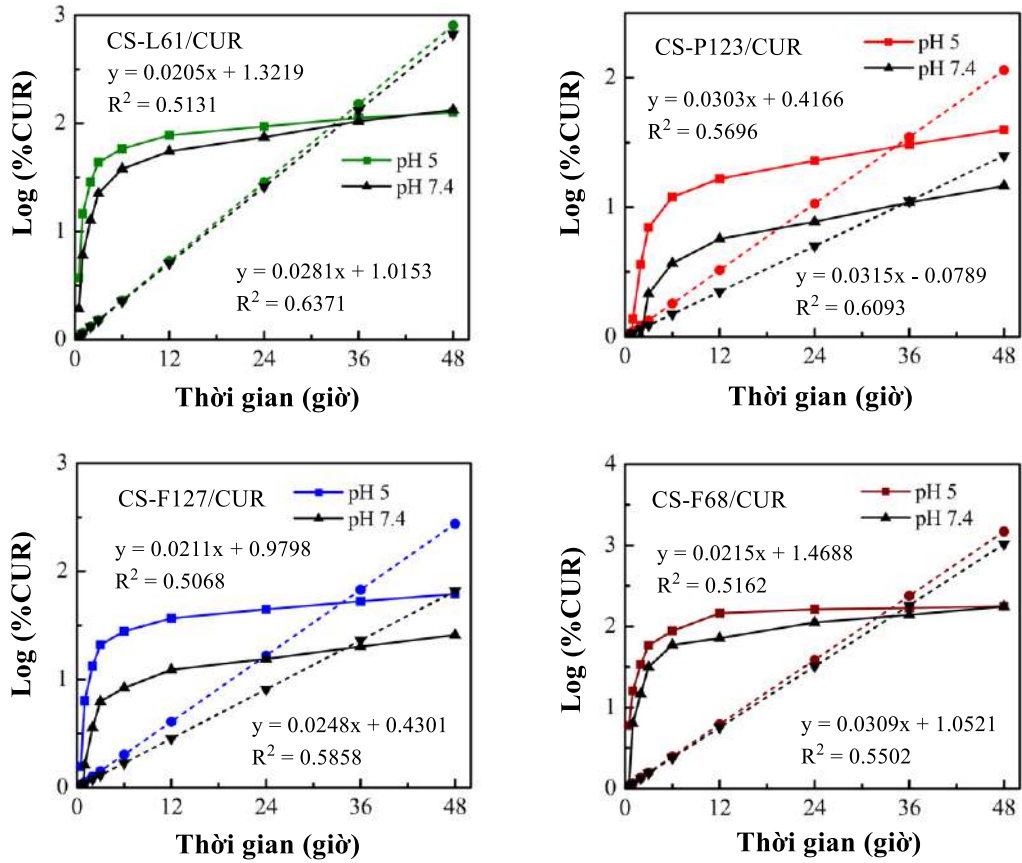 CS-L61/CUR
y = 0.0205x + 1.3219
R² = 0.5131
pH 5
pH 7.4
y = 0.0281x + 1.0153
R² = 0.6371
3
2
1
0
0 12 24 36 48
Log (%CUR)
Thời gian (giờ)
CS-P123/CUR
pH 5
pH 7.4
y = 0.0303x + 0.4166
R² = 0.5696
y = 0.0315x - 0.0789
R² = 0.6093
2
1
0
0 12 24 36 48
Log (%CUR)
Thời gian (giờ)
CS-F127/CUR
pH 5
pH 7.4
y = 0.0211x + 0.9798
R² = 0.5068
y = 0.0248x + 0.4301
R² = 0.5858
3
2
1
0
0 12 24 36 48
Log (%CUR)
Thời gian (giờ)
CS-F68/CUR
pH 5
pH 7.4
y = 0.0215x + 1.4688
R² = 0.5162
y = 0.0309x + 1.0521
R² = 0.5502
4
3
2
1
0
0 12 24 36 48
Log (%CUR)
Thời gian (giờ)